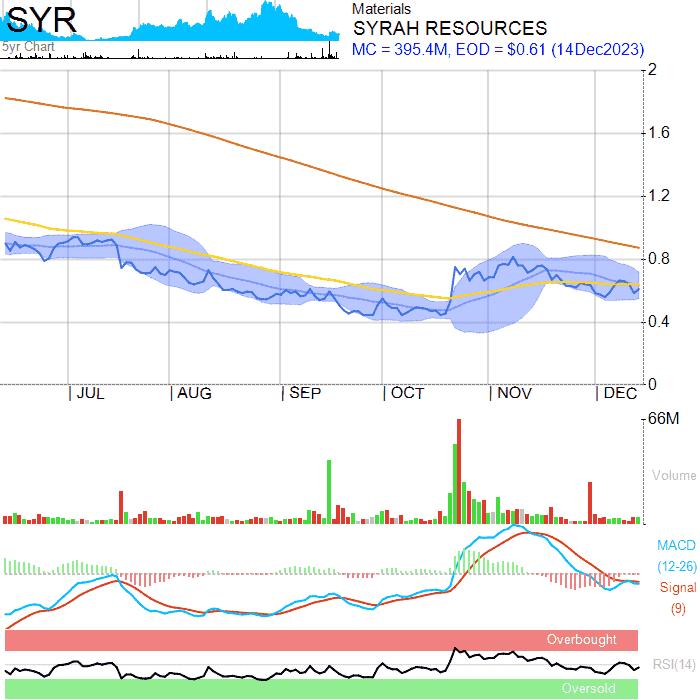 SYR
5yr Chart
Materials
SYRAH RESOURCES
MC = 395.4M, EOD = $0.61 (14Dec2023)
2
1.6
1.2
0.8
0.4
0
JUL
AUG
SEP
OCT
NOV
DEC
66M
Volume
MACD
(12-26)
Signal
(9)
Overbought
RSI(14)
Oversold